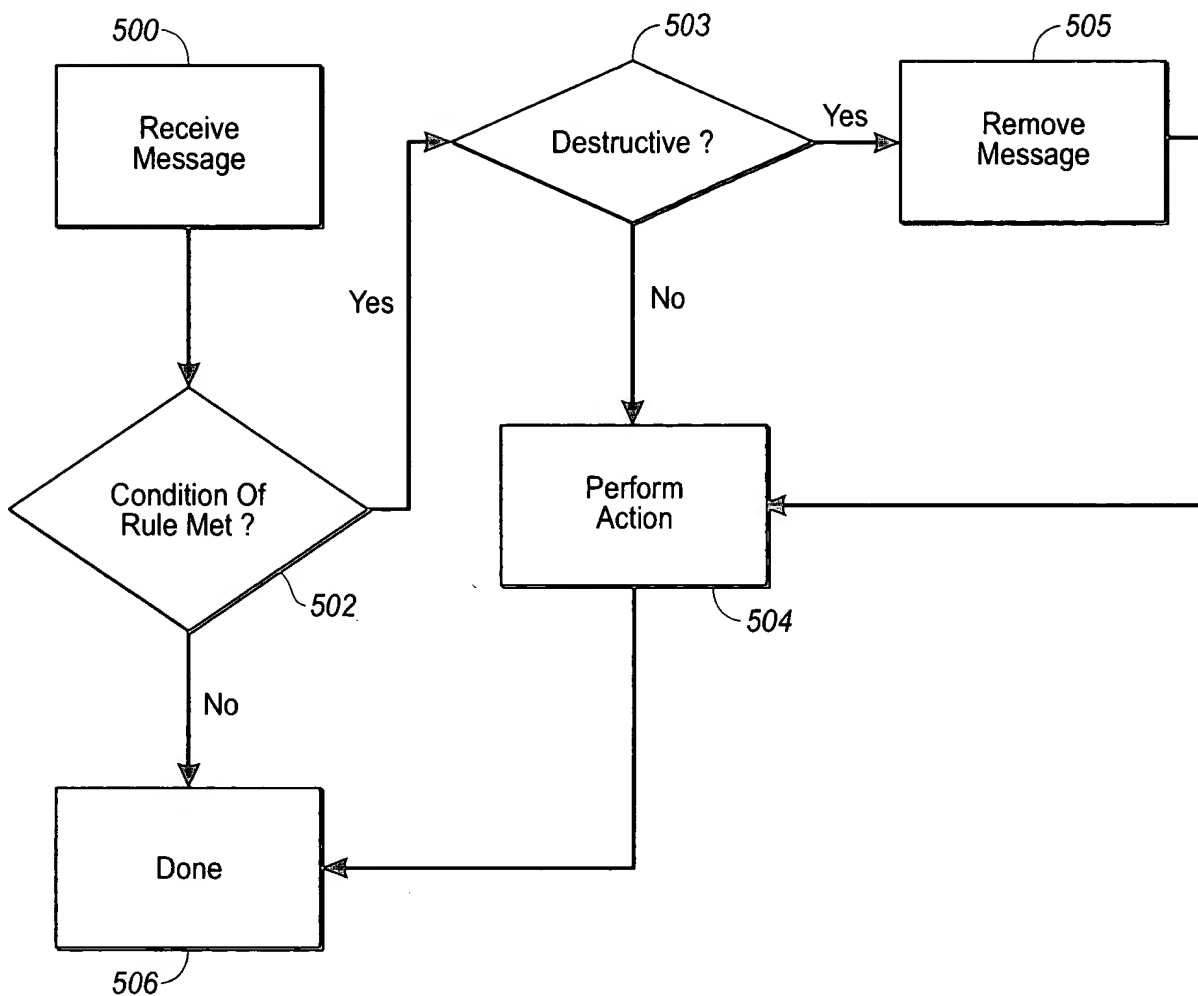 500
Receive
Message
Condition Of
Rule Met ?
502
Yes
No
503
Destructive ?
Yes
No
505
Remove
Message
Perform
Action
504
Done
506